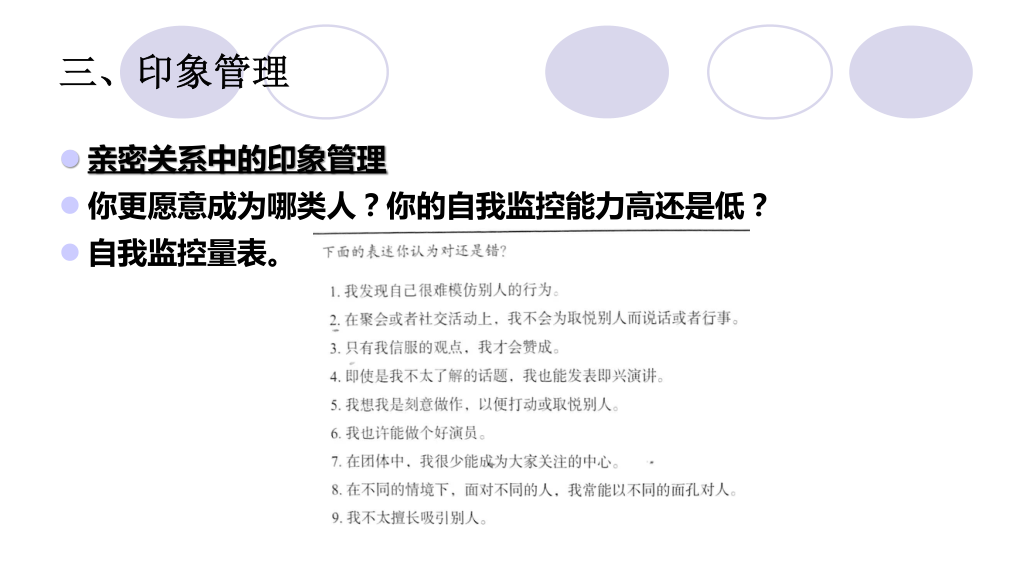 三、印象管理
亲密关系中的印象管理
你更愿意成为哪类人？你的自我监控能力高还是低？
自我监控量表。
下面的表述你认为对还是错?
1. 我发现自己很难模仿别人的行为。
2. 在聚会或者社交活动上，我不会为取悦别人而说话或者行事。
3. 只有我信服的观点，我才会赞成。
4. 即使是我不太了解的话题，我也能发表即兴演讲。
5. 我想我是刻意做作，以便打动或取悦别人。
6. 我也许能做个好演员。
7. 在团体中，我很少能成为大家关注的中心。
8. 在不同的情境下，面对不同的人，我常能以不同的面孔对人。
9. 我不太擅长吸引别人。